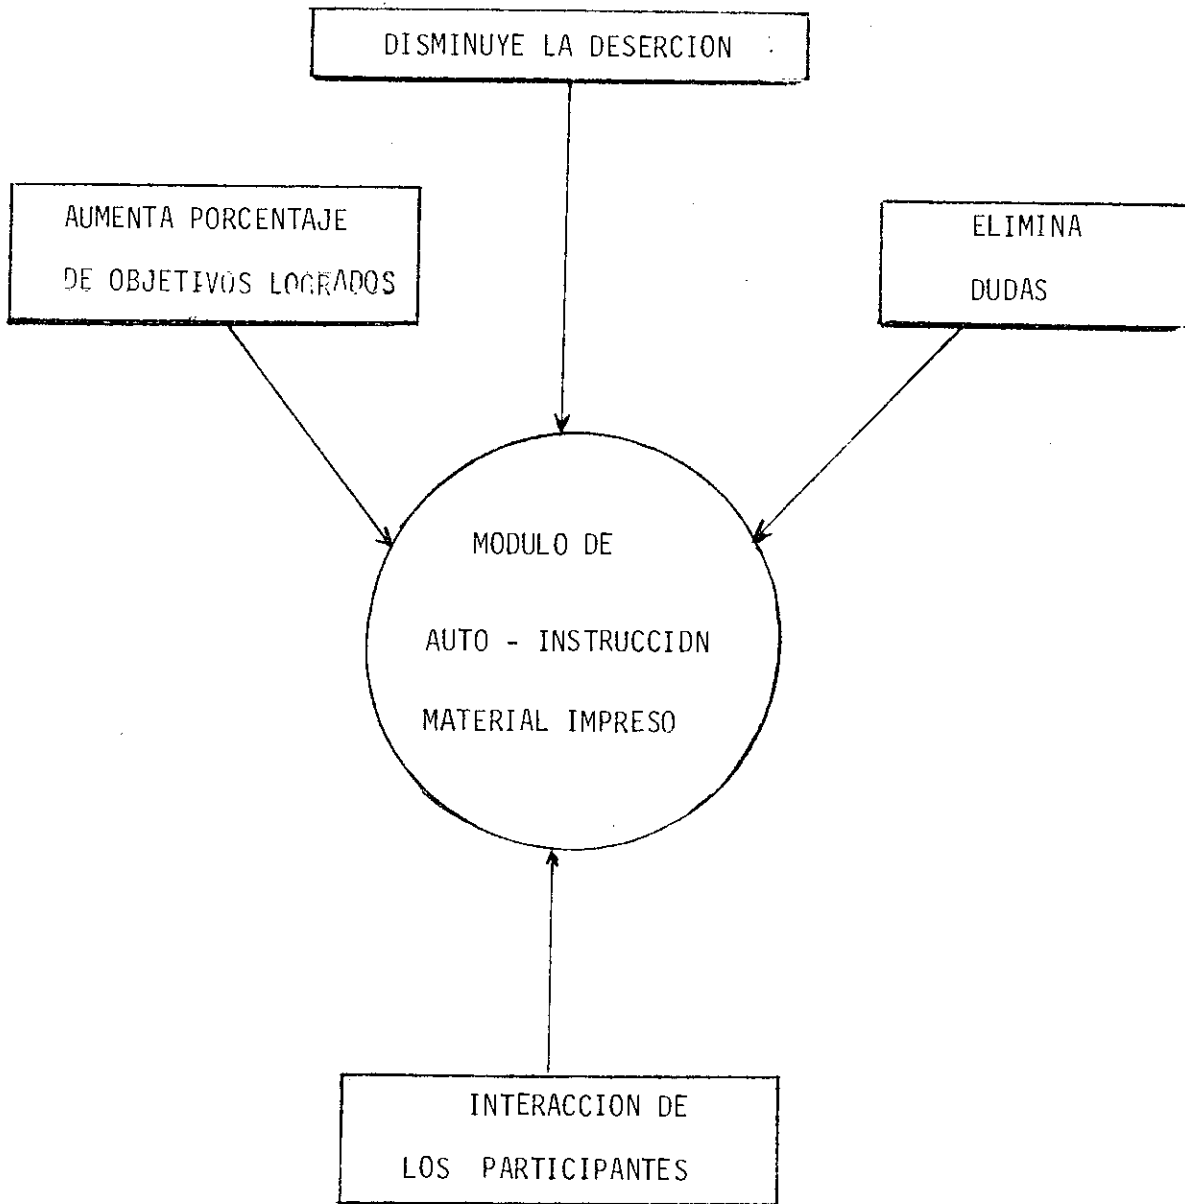 DISMINUYE LA DESERCION
AUMENTA PORCENTAJE
DE OBJETIVOS LOGRADOS
ELIMINA
DUDAS
MODULO DE
AUTO - INSTRUCCION
MATERIAL IMPRESO
INTERACCION DE
LOS PARTICIPANTES